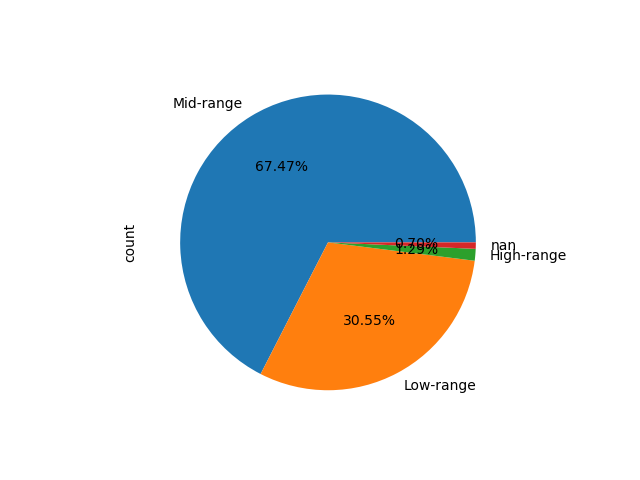 Mid-range
67.47%
count
0.70%
nan
1.29%
High-range
30.55%
Low-range